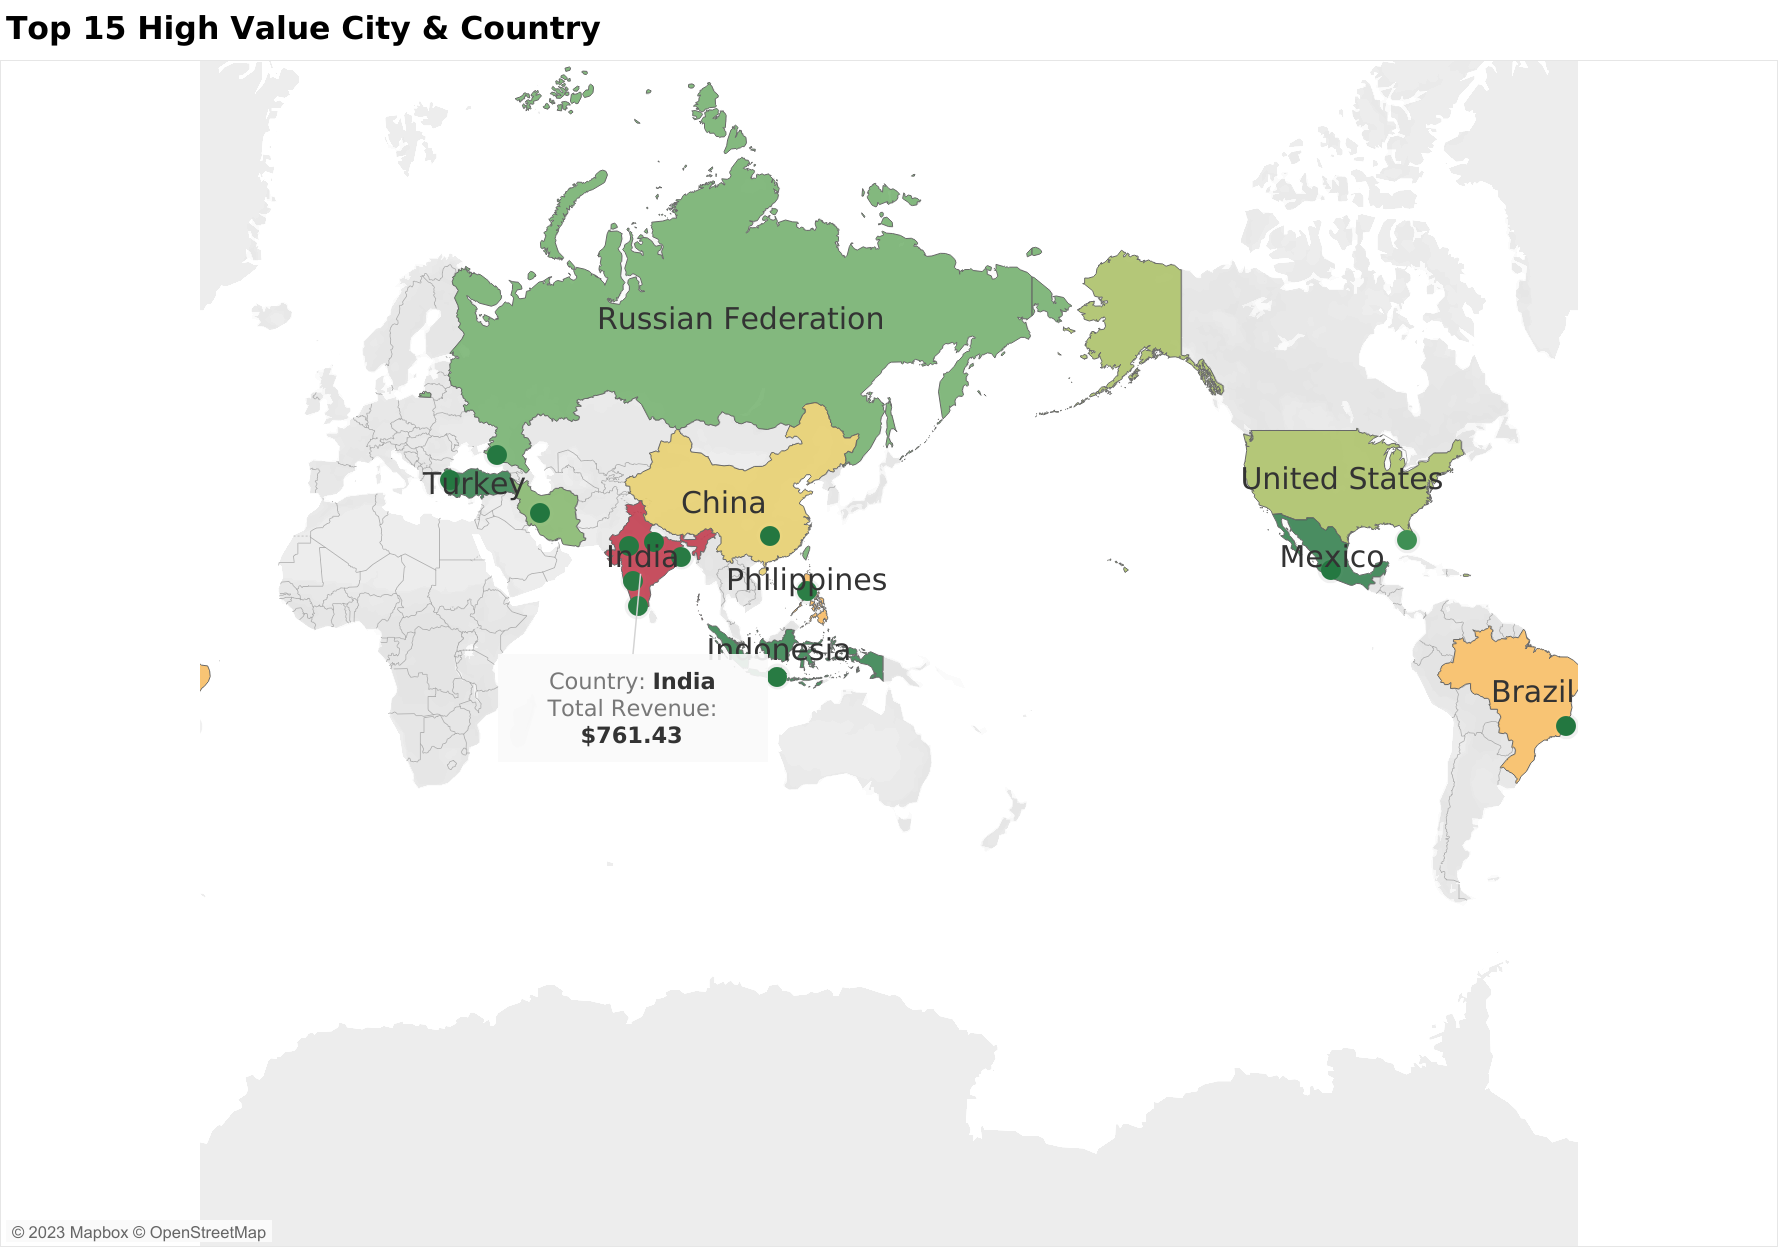 Top 15 High Value City & Country
Russian Federation
United States
Turkey
China
India
Mexico
Philippines
Indonesia
Country: India
Total Revenue:
$761.43
Brazil
© 2023 Mapbox © OpenStreetMap